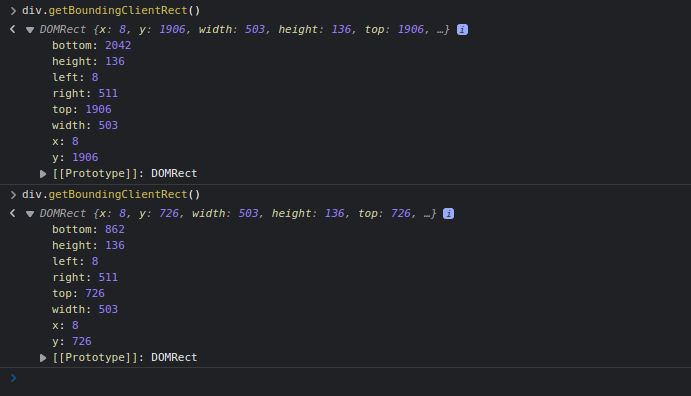 div.getBoundingClientRect()
DOMRect {x: 8, y: 1906, width: 503, height: 136, top: 1906, …} i
bottom: 2042
height: 136
left: 8
right: 511
top: 1906
width: 503
x: 8
y: 1906
[[Prototype]]: DOMRect
div.getBoundingClientRect()
DOMRect {x: 8, y: 726, width: 503, height: 136, top: 726, …} i
bottom: 862
height: 136
left: 8
right: 511
top: 726
width: 503
x: 8
y: 726
[[Prototype]]: DOMRect